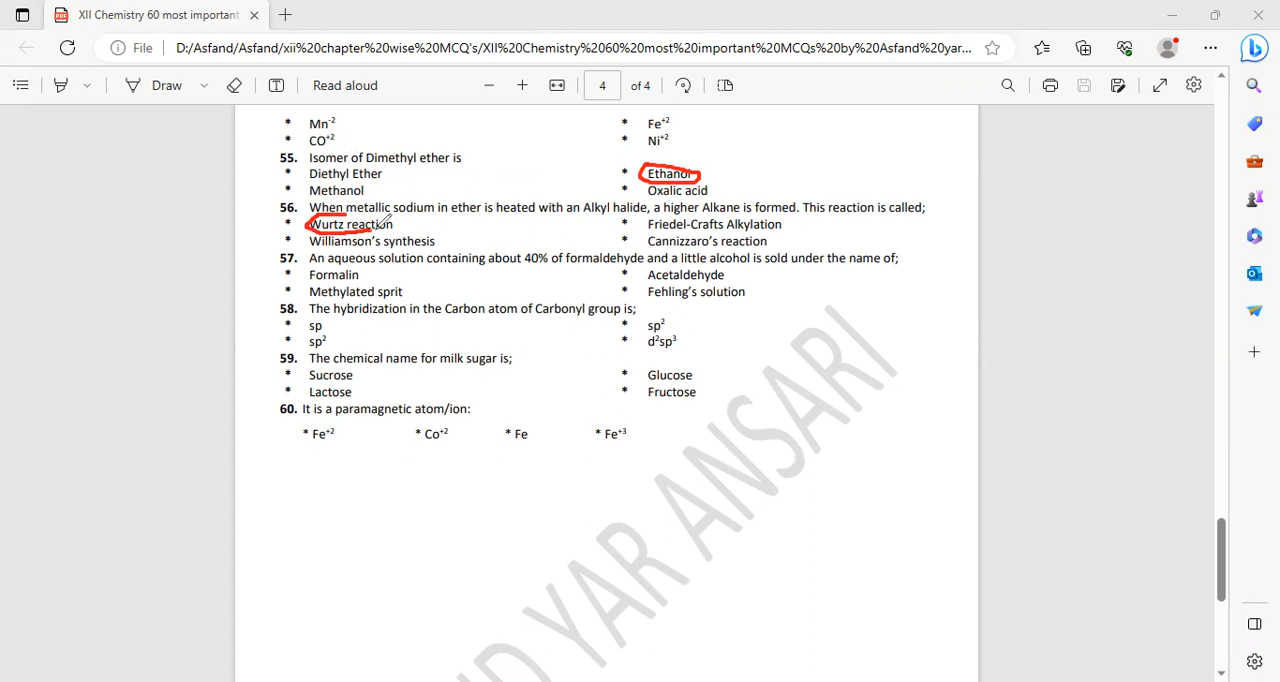 XII Chemistry 60 most important
File D:/Asfand/Asfand/xii%20chapter%20wise%20MCQ's/XII%20Chemistry%2060%20most%20important%20MCQs%20by%20Asfand%20yar...
Draw Read aloud 4 of 4
* Mn-2 * Fe+2
* CO+2 * Ni+2
55. Isomer of Dimethyl ether is
* Diethyl Ether * Ethanol
* Methanol * Oxalic acid
56. When metallic sodium in ether is heated with an Alkyl halide, a higher Alkane is formed. This reaction is called;
* Wurtz reaction * Friedel-Crafts Alkylation
* Williamson's synthesis * Cannizzaro's reaction
57. An aqueous solution containing about 40% of formaldehyde and a little alcohol is sold under the name of;
* Formalin * Acetaldehyde
* Methylated sprit * Fehling's solution
58. The hybridization in the Carbon atom of Carbonyl group is;
* sp * sp2
* sp2 * d2sp3
59. The chemical name for milk sugar is;
* Sucrose * Glucose
* Lactose * Fructose
60. It is a paramagnetic atom/ion:
* Fe+2 * Co+2 * Fe * Fe+3
D YAR ANSARI